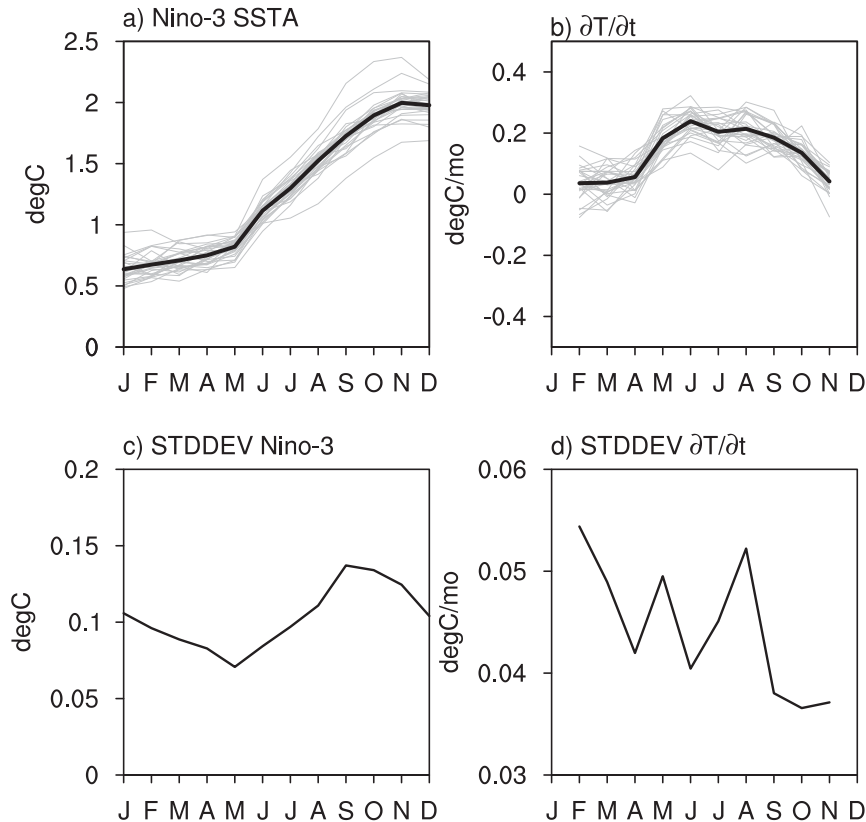 a) Nino-3 SSTA
2.5
2
1.5
1
0.5
0
degC
J F M A M J J A S O N D
b) ∂T/∂t
0.4
0.2
0
-0.2
-0.4
degC/mo
J F M A M J J A S O N D
c) STDDEV Nino-3
0.2
0.15
0.1
0.05
0
degC
J F M A M J J A S O N D
d) STDDEV ∂T/∂t
0.06
0.05
0.04
0.03
degC/mo
J F M A M J J A S O N D